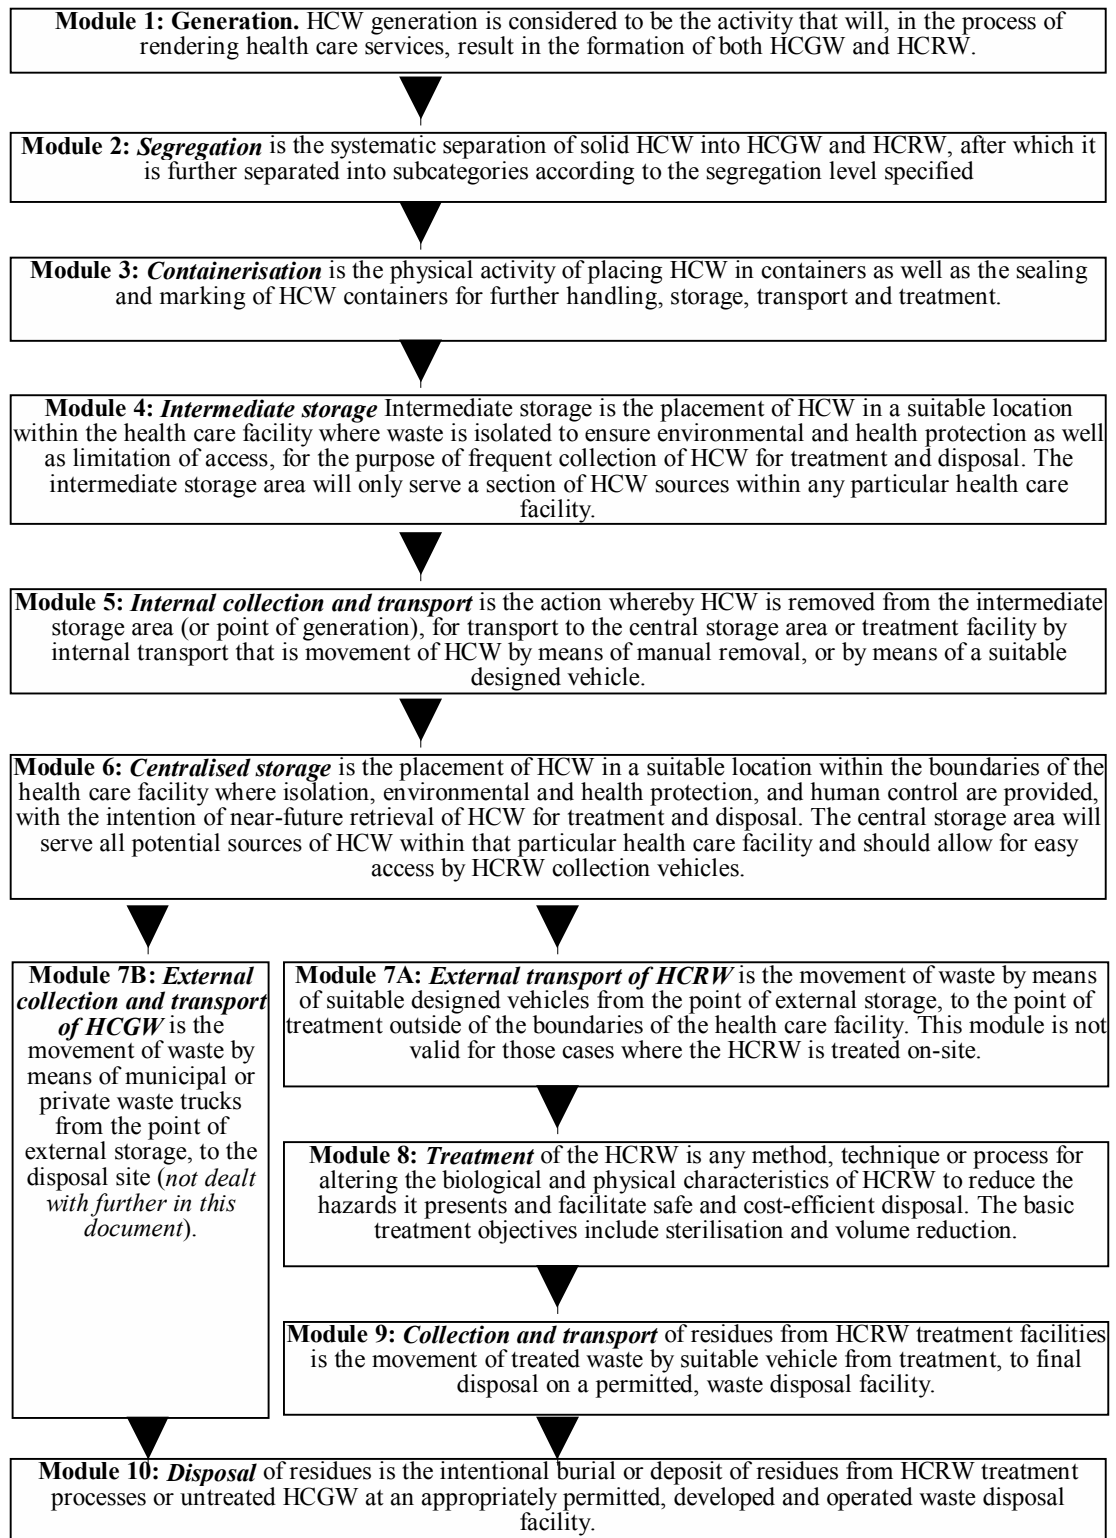 Module 1: Generation. HCW generation is considered to be the activity that will, in the process of
rendering health care services, result in the formation of both HCGW and HCRW.
Module 2: Segregation is the systematic separation of solid HCW into HCGW and HCRW, after which it
is further separated into subcategories according to the segregation level specified
Module 3: Containerisation is the physical activity of placing HCW in containers as well as the sealing
and marking of HCW containers for further handling, storage, transport and treatment.
Module 4: Intermediate storage Intermediate storage is the placement of HCW in a suitable location
within the health care facility where waste is isolated to ensure environmental and health protection as well
as limitation of access, for the purpose of frequent collection of HCW for treatment and disposal. The
intermediate storage area will only serve a section of HCW sources within any particular health care
facility.
Module 5: Internal collection and transport is the action whereby HCW is removed from the intermediate
storage area (or point of generation), for transport to the central storage area or treatment facility by
internal transport that is movement of HCW by means of manual removal, or by means of a suitable
designed vehicle.
Module 6: Centralised storage is the placement of HCW in a suitable location within the boundaries of the
health care facility where isolation, environmental and health protection, and human control are provided,
with the intention of near-future retrieval of HCW for treatment and disposal. The central storage area will
serve all potential sources of HCW within that particular health care facility and should allow for easy
access by HCRW collection vehicles.
Module 7B: External
collection and transport
of HCGW is the
movement of waste by
means of municipal or
private waste trucks
from the point of
external storage, to the
disposal site (not dealt
with further in this
document).
Module 7A: External transport of HCRW is the movement of waste by means
of suitable designed vehicles from the point of external storage, to the point of
treatment outside of the boundaries of the health care facility. This module is not
valid for those cases where the HCRW is treated on-site.
Module 8: Treatment of the HCRW is any method, technique or process for
altering the biological and physical characteristics of HCRW to reduce the
hazards it presents and facilitate safe and cost-efficient disposal. The basic
treatment objectives include sterilisation and volume reduction.
Module 9: Collection and transport of residues from HCRW treatment facilities
is the movement of treated waste by suitable vehicle from treatment, to final
disposal on a permitted, waste disposal facility.
Module 10: Disposal of residues is the intentional burial or deposit of residues from HCRW treatment
processes or untreated HCGW at an appropriately permitted, developed and operated waste disposal
facility.